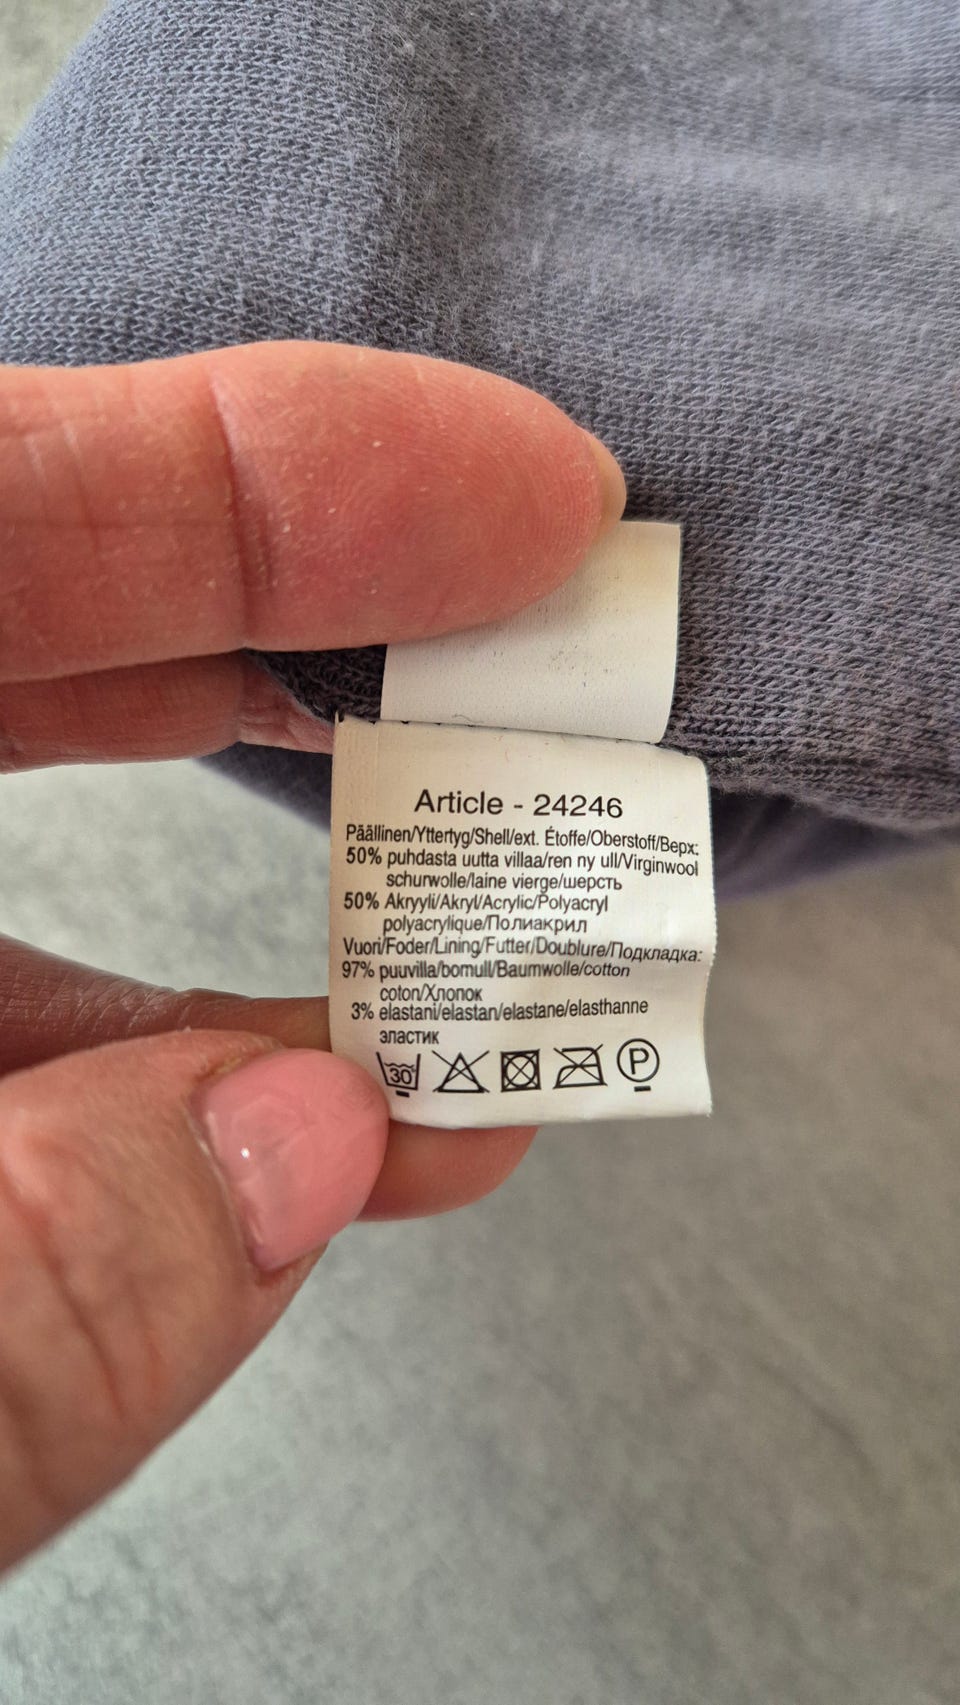 Article - 24246
Päällinen/Yttertyg/Shell/ext. Étoffe/Oberstoff/Верх:
50% puhdasta uutta villaa/ren ny ull/Virginwool
schurwolle/laine vierge/шерсть
50% Akryyli/Akryl/Acrylic/Polyacryl
polyacrylique/Полиакрил
Vuori/Foder/Lining/Futter/Doublure/Подкладка:
97% puuvilla/bomull/Baumwolle/cotton
coton/Хлопок
3% elastani/elastan/elastane/elasthanne
эластик
30 P